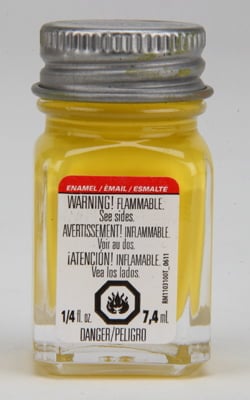 ENAMEL / ÉMAIL / ESMALTE
WARNING! FLAMMABLE.
See sides.
AVERTISSEMENT! INFLAMMABLE.
Voir au dos.
¡ATENCIÓN! INFLAMABLE.
Vea los lados.
1/4 fl. oz. 7,4 mL
DANGER/PELIGRO
RM1103100T_0611